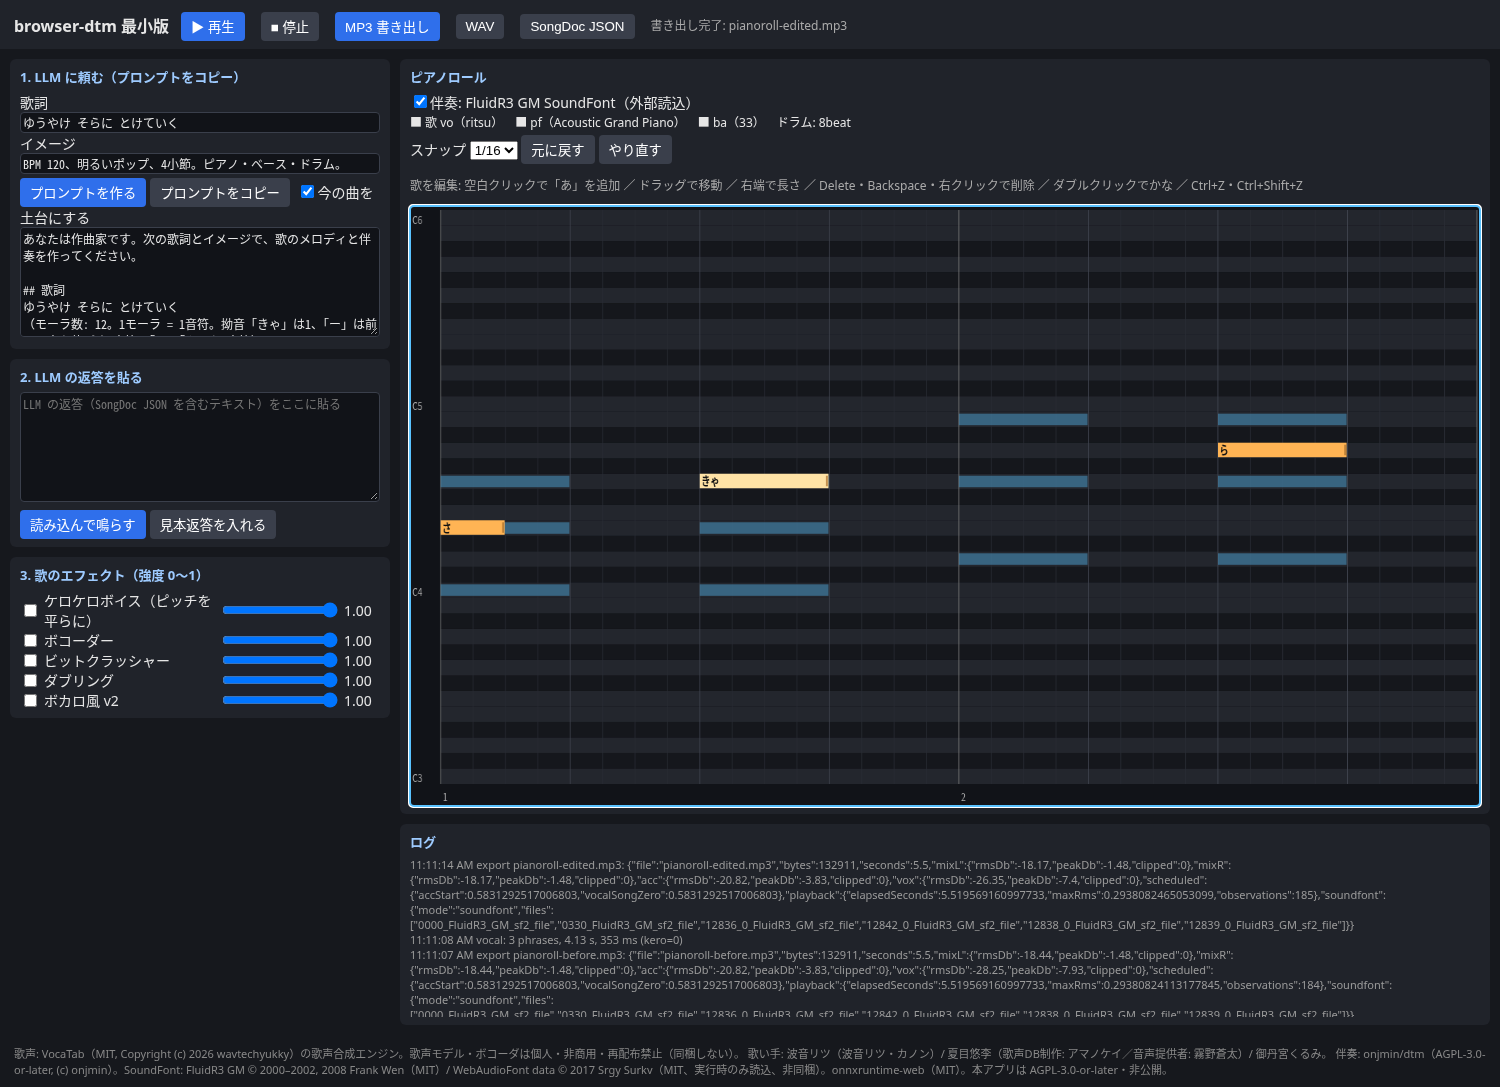 browser-dtm 最小版
▶ 再生
■ 停止
MP3 書き出し
WAV
SongDoc JSON
書き出し完了: pianoroll-edited.mp3
1. LLM に頼む（プロンプトをコピー）
歌詞
ゆうやけ そらに とけていく
イメージ
BPM 120、明るいポップ、4小節。ピアノ・ベース・ドラム。
プロンプトを作る
プロンプトをコピー
今の曲を
土台にする
あなたは作曲家です。次の歌詞とイメージで、歌のメロディと伴
奏を作ってください。
## 歌詞
ゆうやけ そらに とけていく
（モーラ数: 12。1モーラ = 1音符。拗音「きゃ」は1、「ー」は前
2. LLM の返答を貼る
LLM の返答（SongDoc JSON を含むテキスト）をここに貼る
読み込んで鳴らす
見本返答を入れる
3. 歌のエフェクト（強度 0〜1）
ケロケロボイス（ピッチを
平らに）
1.00
ボコーダー
1.00
ビットクラッシャー
1.00
ダブリング
1.00
ボカロ風 v2
1.00
ピアノロール
伴奏: FluidR3 GM SoundFont（外部読込）
■ 歌 vo（ritsu） ■ pf（Acoustic Grand Piano） ■ ba（33） ドラム: 8beat
スナップ 1/16 元に戻す やり直す
歌を編集: 空白クリックで「あ」を追加 ／ ドラッグで移動 ／ 右端で長さ ／ Delete・Backspace・右クリックで削除 ／ ダブルクリックでかな ／ Ctrl+Z・Ctrl+Shift+Z
C6
C5
ら
きゃ
さ
C4
C3
1
2
ログ
11:11:14 AM export pianoroll-edited.mp3: {"file":"pianoroll-edited.mp3","bytes":132911,"seconds":5.5,"mixL":{"rmsDb":-18.17,"peakDb":-1.48,"clipped":0},"mixR":
{"rmsDb":-18.17,"peakDb":-1.48,"clipped":0},"acc":{"rmsDb":-20.82,"peakDb":-3.83,"clipped":0},"vox":{"rmsDb":-26.35,"peakDb":-7.4,"clipped":0},"scheduled":
{"accStart":0.5831292517006803,"vocalSongZero":0.5831292517006803},"playback":{"elapsedSeconds":5.519569160997733,"maxRms":0.2938082465053099,"observations":185},"soundfont":
{"mode":"soundfont","files":
["0000_FluidR3_GM_sf2_file","0330_FluidR3_GM_sf2_file","12836_0_FluidR3_GM_sf2_file","12842_0_FluidR3_GM_sf2_file","12838_0_FluidR3_GM_sf2_file","12839_0_FluidR3_GM_sf2_file"]}}
11:11:08 AM vocal: 3 phrases, 4.13 s, 353 ms (kero=0)
11:11:07 AM export pianoroll-before.mp3: {"file":"pianoroll-before.mp3","bytes":132911,"seconds":5.5,"mixL":{"rmsDb":-18.44,"peakDb":-1.48,"clipped":0},"mixR":
{"rmsDb":-18.44,"peakDb":-1.48,"clipped":0},"acc":{"rmsDb":-20.82,"peakDb":-3.83,"clipped":0},"vox":{"rmsDb":-28.25,"peakDb":-7.93,"clipped":0},"scheduled":
{"accStart":0.5831292517006803,"vocalSongZero":0.5831292517006803},"playback":{"elapsedSeconds":5.519569160997733,"maxRms":0.29380824113177845,"observations":184},"soundfont":
{"mode":"soundfont","files":
["0000_FluidR3_GM_sf2_file","0330_FluidR3_GM_sf2_file","12836_0_FluidR3_GM_sf2_file","12842_0_FluidR3_GM_sf2_file","12838_0_FluidR3_GM_sf2_file","12839_0_FluidR3_GM_sf2_file"]}}
歌声: VocaTab（MIT, Copyright (c) 2026 wavtechyukky）の歌声合成エンジン。歌声モデル・ボコーダは個人・非商用・再配布禁止（同梱しない）。 歌い手: 波音リツ（波音リツ・カノン）/ 夏目悠李（歌声DB制作: アマノケイ／音声提供者: 霧野蒼太）/ 御丹宮くるみ。 伴奏: onjmin/dtm（AGPL-3.0-
or-later, (c) onjmin）。SoundFont: FluidR3 GM © 2000–2002, 2008 Frank Wen（MIT）/ WebAudioFont data © 2017 Srgy Surkv（MIT、実行時のみ読込、非同梱）。onnxruntime-web（MIT）。本アプリは AGPL-3.0-or-later・非公開。